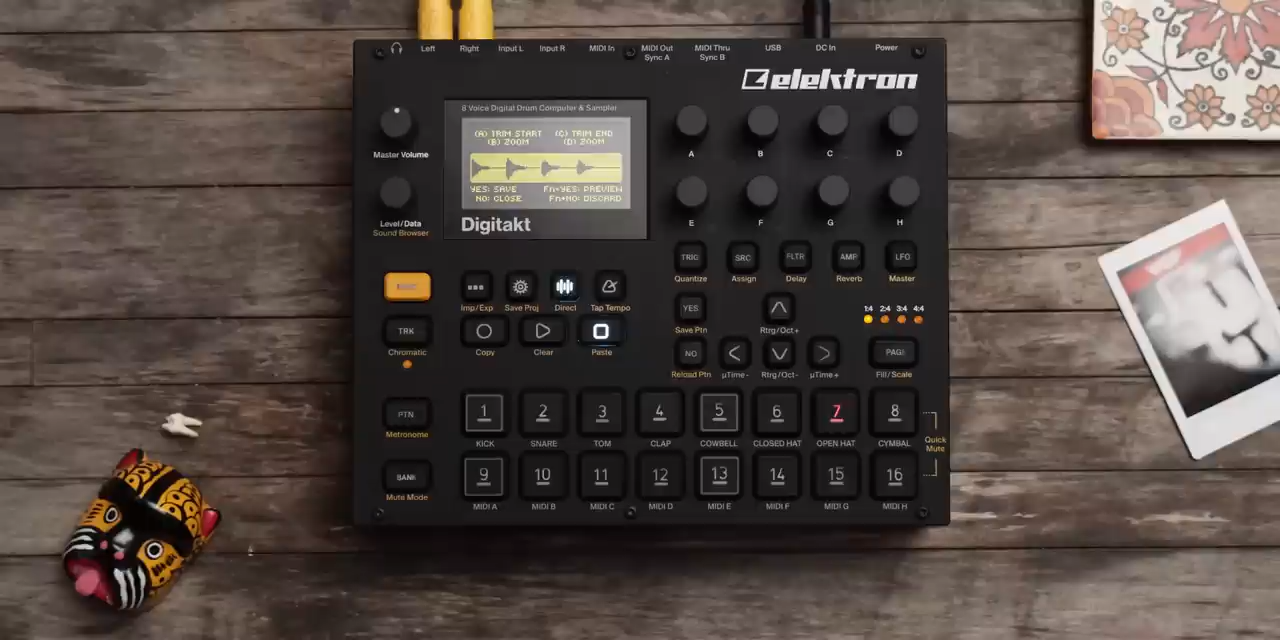 Left Right Input L Input R MIDI In MIDI Out MIDI Thru USB DC In Power
Sync A Sync B
elektron
8 Voice Digital Drum Computer & Sampler
(A) TRIM START (C) TRIM END
(B) ZOOM (D) ZOOM
YES: SAVE Fn+YES: PREVIEW
NO: CLOSE Fn+NO: DISCARD
Digitakt
Master Volume
Level/Data
Sound Browser
A B C D
E F G H
TRIG SRC FLTR AMP LFO
Quantize Assign Delay Reverb Master
Imp/Exp Save Proj Direct Tap Tempo
YES
Save Ptn Rtrg/Oct+
1:4 2:4 3:4 4:4
TRK
Chromatic
Copy Clear Paste
NO PAGE
Reload Ptn µTime- Rtrg/Oct- µTime+ Fill/Scale
PTN
Metronome
1 2 3 4 5 6 7 8
KICK SNARE TOM CLAP COWBELL CLOSED HAT OPEN HAT CYMBAL
Quick
Mute
BANK
Mute Mode
9 10 11 12 13 14 15 16
MIDI A MIDI B MIDI C MIDI D MIDI E MIDI F MIDI G MIDI H